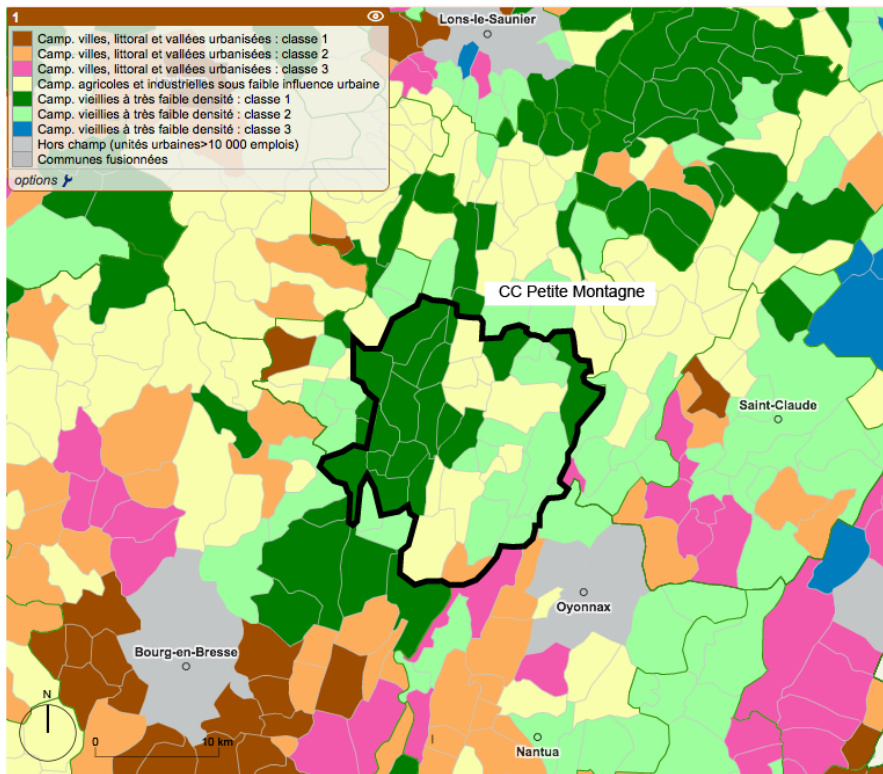 1
Camp. villes, littoral et vallées urbanisées : classe 1
Camp. villes, littoral et vallées urbanisées : classe 2
Camp. villes, littoral et vallées urbanisées : classe 3
Camp. agricoles et industrielles sous faible influence urbaine
Camp. vieillies à très faible densité : classe 1
Camp. vieillies à très faible densité : classe 2
Camp. vieillies à très faible densité : classe 3
Hors champ (unités urbaines>10 000 emplois)
Communes fusionnées
options
Lons-le-Saunier
CC Petite Montagne
Saint-Claude
Oyonnax
Bourg-en-Bresse
Nantua
N
0 10 km